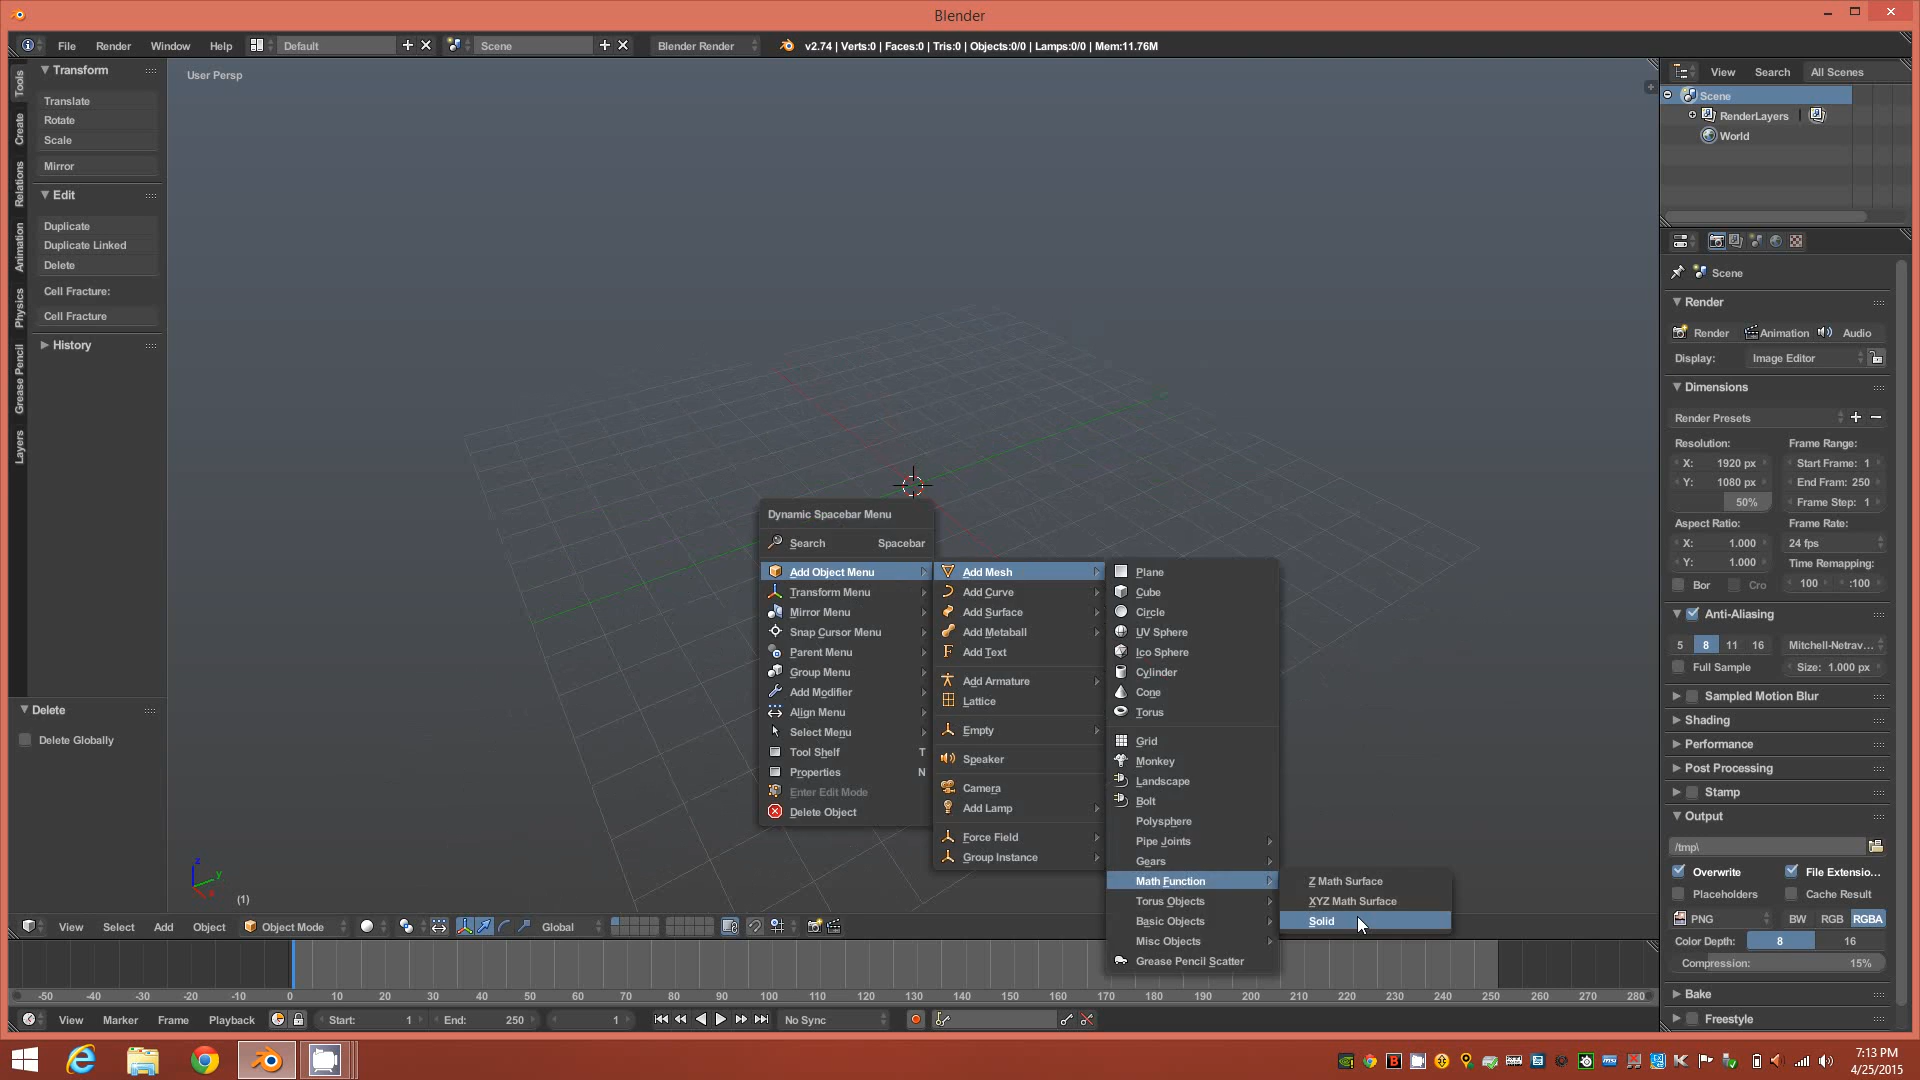 Blender
File Render Window Help Default Scene Blender Render v2.74 | Verts:0 | Faces:0 | Tris:0 | Objects:0/0 | Lamps:0/0 | Mem:11.76M
Tools
Create
Relations
Animation
Physics
Grease Pencil
Layers
Transform
Translate
Rotate
Scale
Mirror
Edit
Duplicate
Duplicate Linked
Delete
Cell Fracture:
Cell Fracture
History
Delete
Delete Globally
User Persp
(1)
z
y
Dynamic Spacebar Menu
Search Spacebar
Add Object Menu
Transform Menu
Mirror Menu
Snap Cursor Menu
Parent Menu
Group Menu
Add Modifier
Align Menu
Select Menu
Tool Shelf T
Properties N
Enter Edit Mode
Delete Object
Add Mesh
Add Curve
Add Surface
Add Metaball
Add Text
Add Armature
Lattice
Empty
Speaker
Camera
Add Lamp
Force Field
Group Instance
Plane
Cube
Circle
UV Sphere
Ico Sphere
Cylinder
Cone
Torus
Grid
Monkey
Landscape
Bolt
Polysphere
Pipe Joints
Gears
Math Function
Torus Objects
Basic Objects
Misc Objects
Grease Pencil Scatter
Z Math Surface
XYZ Math Surface
Solid
View Search All Scenes
Scene
RenderLayers
World
Scene
Render
Render Animation Audio
Display: Image Editor
Dimensions
Render Presets
Resolution: Frame Range:
X: 1920 px Start Frame: 1
Y: 1080 px End Fram: 250
50% Frame Step: 1
Aspect Ratio: Frame Rate:
X: 1.000 24 fps
Y: 1.000 Time Remapping:
Bor Cro 100 :100
Anti-Aliasing
5 8 11 16 Mitchell-Netrav...
Full Sample Size: 1.000 px
Sampled Motion Blur
Shading
Performance
Post Processing
Stamp
Output
/tmp\
Overwrite File Extensio...
Placeholders Cache Result
PNG BW RGB RGBA
Color Depth: 8 16
Compression: 15%
Bake
Freestyle
View Select Add Object Object Mode Global
-50 -40 -30 -20 -10 0 10 20 30 40 50 60 70 80 90 100 110 120 130 140 150 160 170 180 190 200 210 220 230 240 250 260 270 280
View Marker Frame Playback Start: 1 End: 250 1 No Sync
7:13 PM
4/25/2015